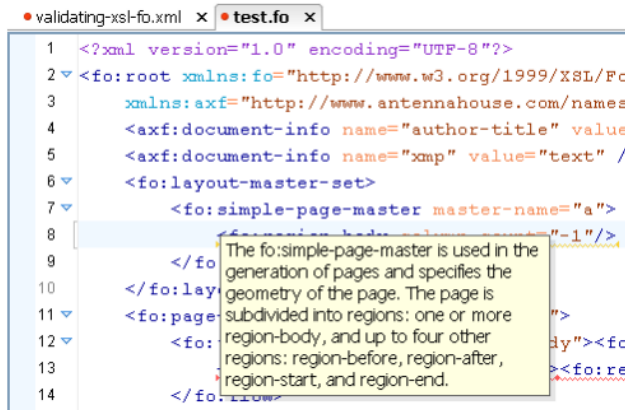 validating-xsl-fo.xml × test.fo ×
1 <?xml version="1.0" encoding="UTF-8"?>
2 <fo:root xmlns:fo="http://www.w3.org/1999/XSL/Fo
3 xmlns:axf="http://www.antennahouse.com/names
4 <axf:document-info name="author-title" value
5 <axf:document-info name="xmp" value="text" /
6 <fo:layout-master-set>
7 <fo:simple-page-master master-name="a">
8 <fo:region-body column-count="-1"/>
9 </fo
10 </fo:lay
11 <fo:page- ">
12 <fo: dy"><fo
13 ><fo:re
14 </fo:flow>
The fo:simple-page-master is used in the
generation of pages and specifies the
geometry of the page. The page is
subdivided into regions: one or more
region-body, and up to four other
regions: region-before, region-after,
region-start, and region-end.